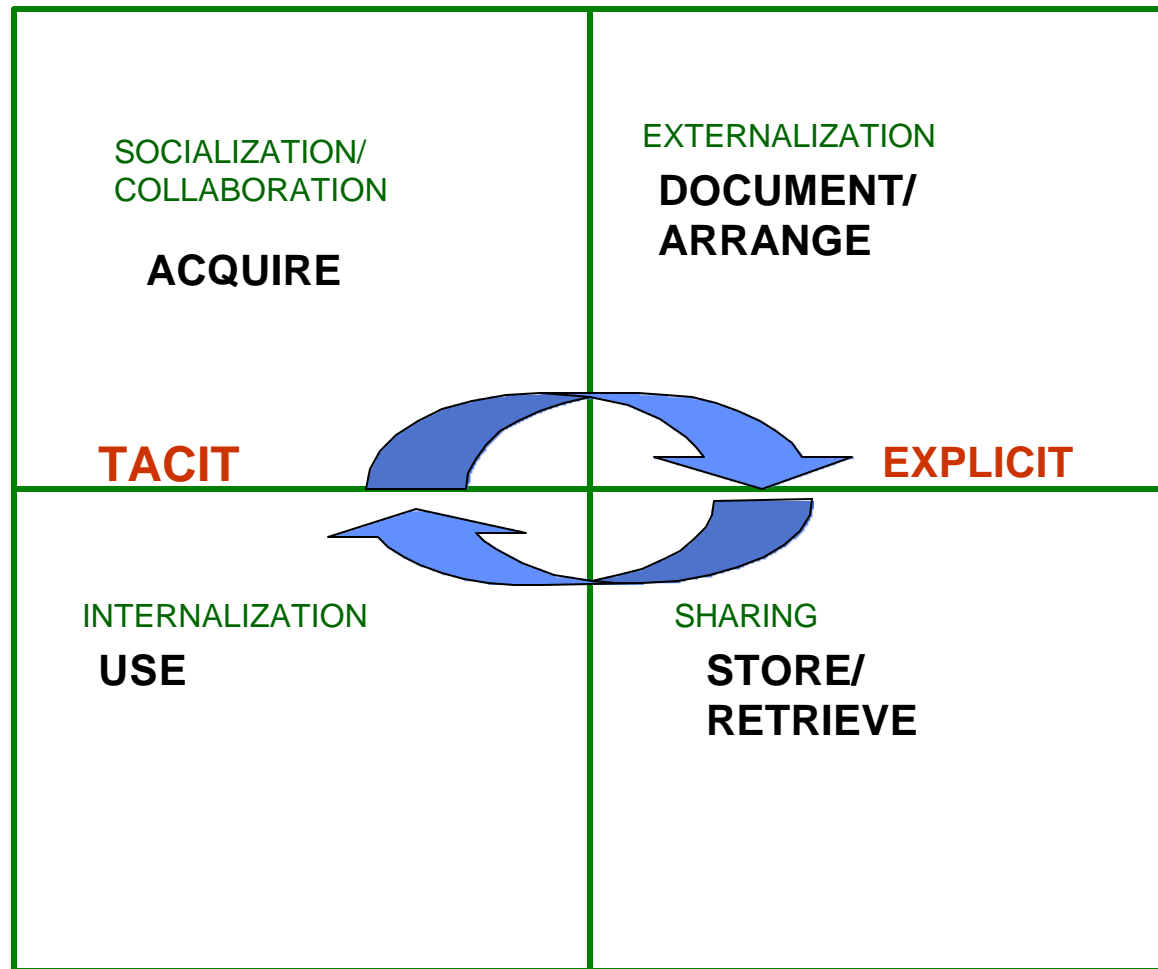 SOCIALIZATION/
COLLABORATION
ACQUIRE
EXTERNALIZATION
DOCUMENT/
ARRANGE
TACIT
EXPLICIT
INTERNALIZATION
USE
SHARING
STORE/
RETRIEVE